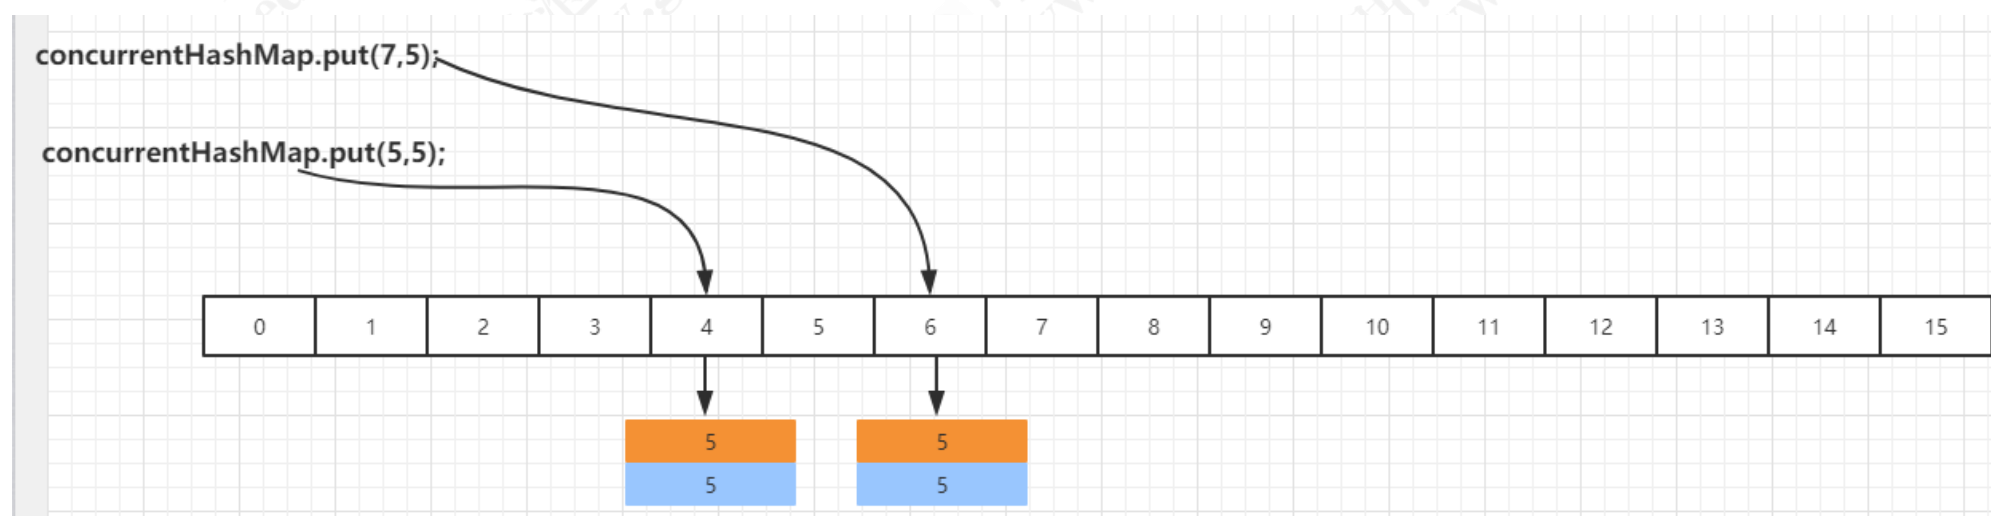 concurrentHashMap.put(7,5);
concurrentHashMap.put(5,5);
0 1 2 3 4 5 6 7 8 9 10 11 12 13 14 15
5 5
5 5